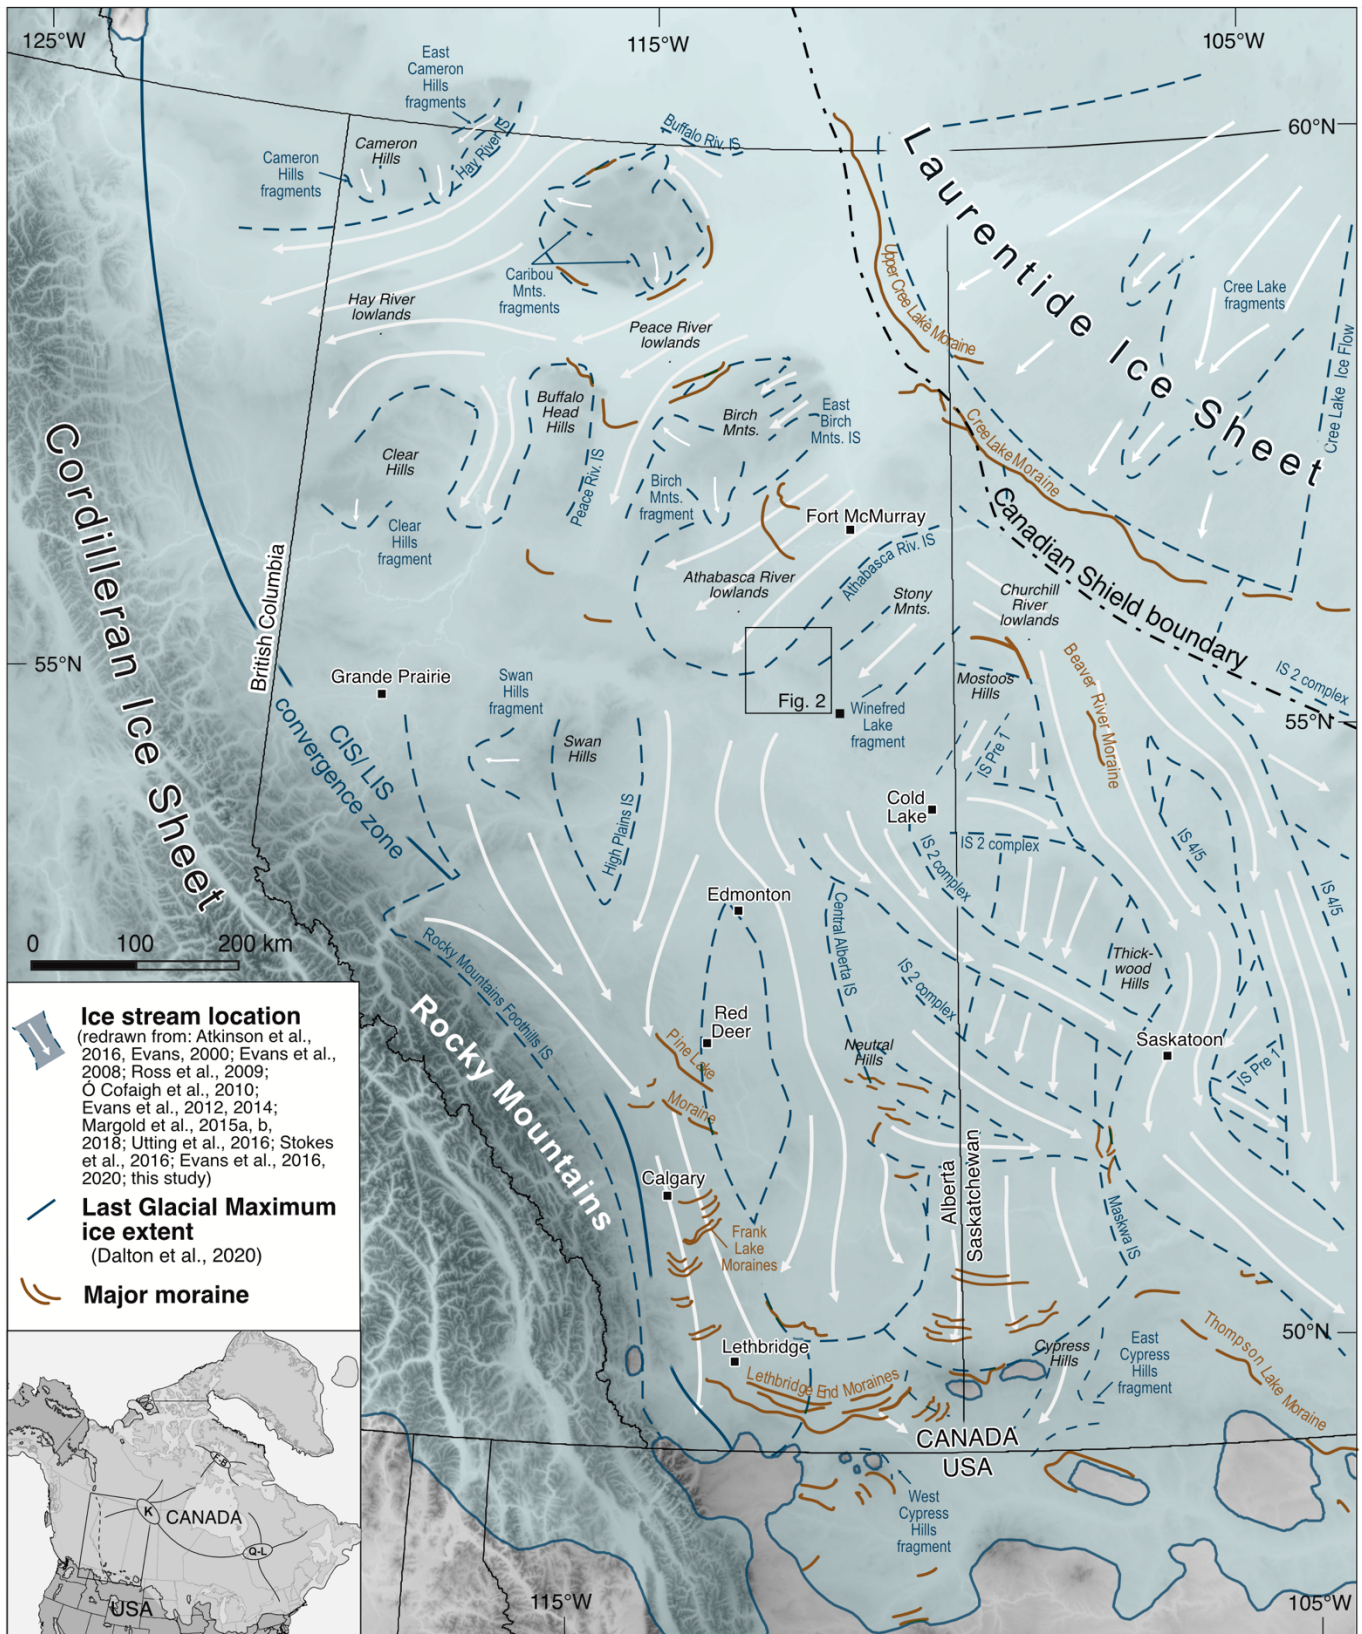 125°W
115°W
105°W
60°N
East
Cameron
Hills
fragments
Cameron
Hills
Cameron
Hills
fragments
Hay River IS
Buffalo Riv. IS
Laurentide Ice Sheet
Caribou
Mnts.
fragments
Upper Cree Lake Moraine
Cree Lake
fragments
Hay River
lowlands
Peace River
lowlands
Cree Lake Ice Flow
Buffalo
Head
Hills
Birch
Mnts.
East
Birch
Mnts. IS
Clear
Hills
Cree Lake Moraine
Cordilleran Ice Sheet
Peace Riv. IS
Birch
Mnts.
fragment
Clear
Hills
fragment
Fort McMurray
Canadian Shield boundary
Athabasca Riv. IS
Athabasca River
lowlands
Stony
Mnts.
Churchill
River
lowlands
British Columbia
55°N
Grande Prairie
Swan
Hills
fragment
Fig. 2
Mostoos
Hills
Beaver River Moraine
IS 2 complex
55°N
Winefred
Lake
fragment
CIS/ LIS
convergence zone
Swan
Hills
IS Pre 1
Cold
Lake
High Plains IS
IS 2 complex
IS 2 complex
IS 4/5
IS 4/5
Edmonton
Central Alberta IS
0 100 200 km
Rocky Mountains Foothills IS
IS 2 complex
Thick-
wood
Hills
Rocky Mountains
Red
Deer
Pine Lake
Moraine
Neutral
Hills
Saskatoon
IS Pre 1
Calgary
Alberta
Saskatchewan
Maskwa IS
Frank
Lake
Moraines
Lethbridge
Lethbridge End Moraines
Cypress
Hills
East
Cypress
Hills
fragment
50°N
Thompson Lake Moraine
CANADA
USA
West
Cypress
Hills
fragment
115°W
105°W
Ice stream location
(redrawn from: Atkinson et al.,
2016, Evans, 2000; Evans et al.,
2008; Ross et al., 2009;
Ó Cofaigh et al., 2010;
Evans et al., 2012, 2014;
Margold et al., 2015a, b,
2018; Utting et al., 2016; Stokes
et al., 2016; Evans et al., 2016,
2020; this study)
Last Glacial Maximum
ice extent
(Dalton et al., 2020)
Major moraine
F-B
K
CANADA
Q-L
USA